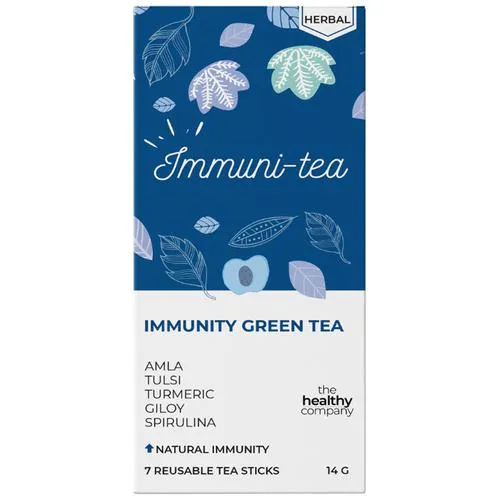 HERBAL
Immuni-tea
IMMUNITY GREEN TEA
AMLA
TULSI
TURMERIC
GILOY
SPIRULINA
the
healthy
company
NATURAL IMMUNITY
7 REUSABLE TEA STICKS 14 G